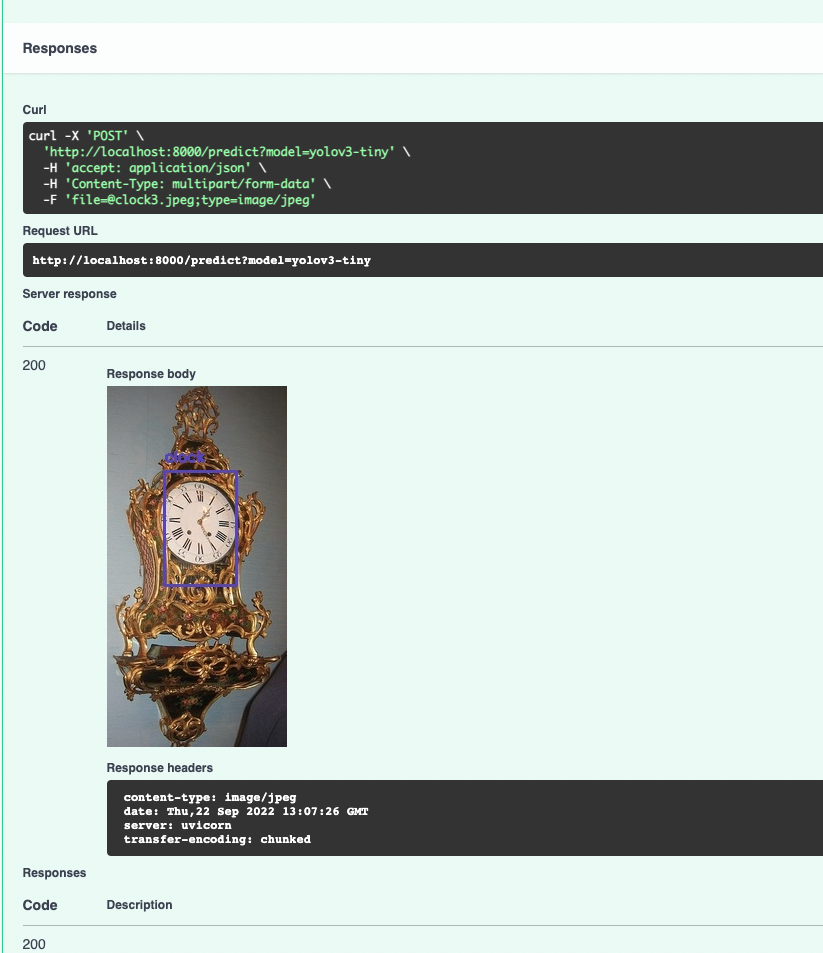 Responses
Curl
curl -X 'POST' \
'http://localhost:8000/predict?model=yolov3-tiny' \
-H 'accept: application/json' \
-H 'Content-Type: multipart/form-data' \
-F 'file=@clock3.jpeg;type=image/jpeg'
Request URL
http://localhost:8000/predict?model=yolov3-tiny
Server response
Code Details
200
Response body
clock
Response headers
content-type: image/jpeg
date: Thu,22 Sep 2022 13:07:26 GMT
server: uvicorn
transfer-encoding: chunked
Responses
Code Description
200